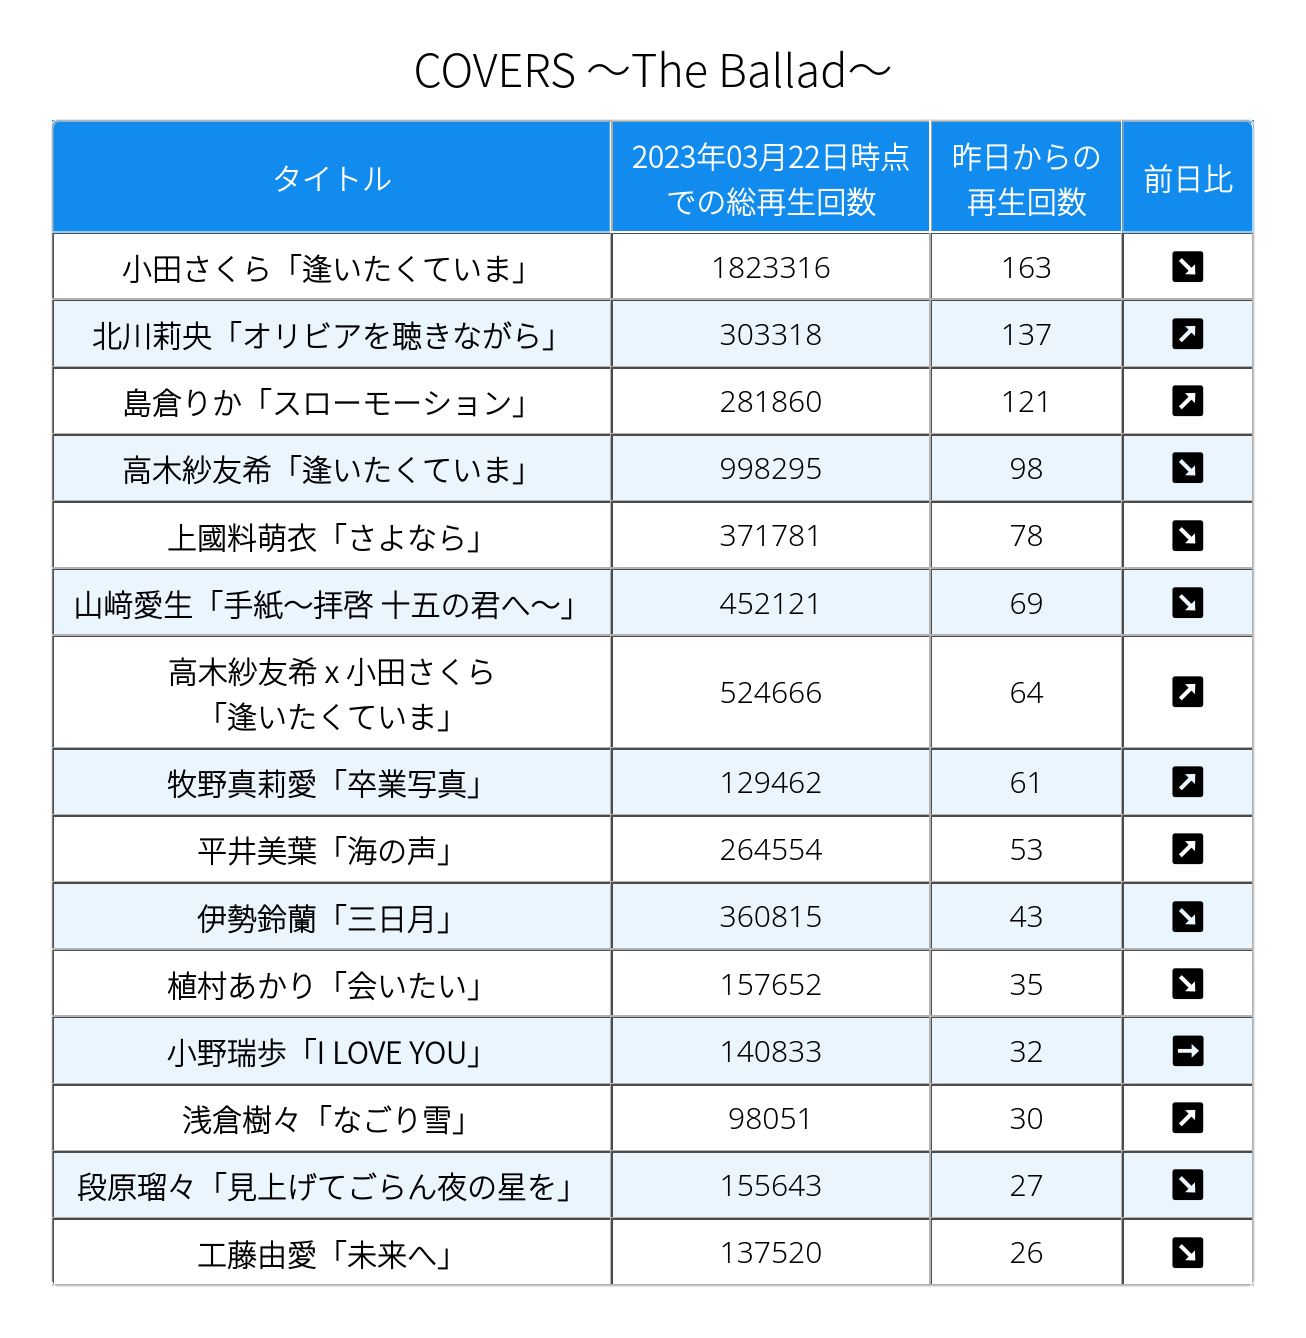 COVERS ～The Ballad～
タイトル
2023年03月22日時点
での総再生回数
昨日からの
再生回数
前日比
小田さくら「逢いたくていま」 1823316 163 ↘
北川莉央「オリビアを聴きながら」 303318 137 ↗
島倉りか「スローモーション」 281860 121 ↗
高木紗友希「逢いたくていま」 998295 98 ↘
上國料萌衣「さよなら」 371781 78 ↘
山﨑愛生「手紙～拝啓 十五の君へ～」 452121 69 ↘
高木紗友希 x 小田さくら
「逢いたくていま」 524666 64 ↗
牧野真莉愛「卒業写真」 129462 61 ↗
平井美葉「海の声」 264554 53 ↗
伊勢鈴蘭「三日月」 360815 43 ↘
植村あかり「会いたい」 157652 35 ↘
小野瑞歩「I LOVE YOU」 140833 32 →
浅倉樹々「なごり雪」 98051 30 ↗
段原瑠々「見上げてごらん夜の星を」 155643 27 ↘
工藤由愛「未来へ」 137520 26 ↘